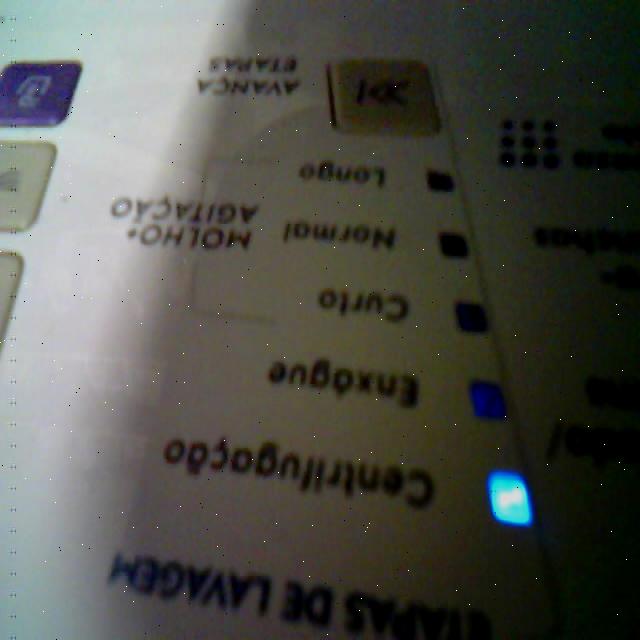 ETAPAS DE LAVAGEM
Centrifugação
Enxágue
Curto
Normal
Longo
MOLHO+
AGITAÇÃO
AVANÇA
ETAPAS